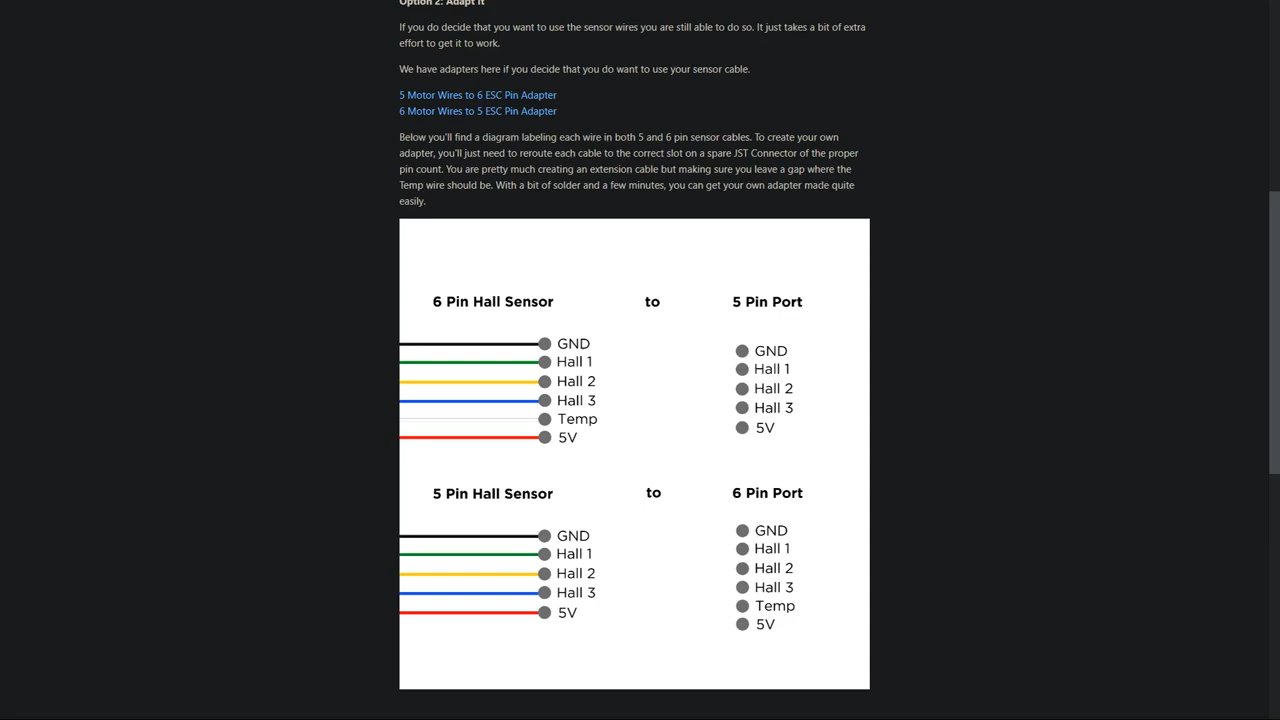 Option 2: Adapt it
If you do decide that you want to use the sensor wires you are still able to do so. It just takes a bit of extra
effort to get it to work.
We have adapters here if you decide that you do want to use your sensor cable.
5 Motor Wires to 6 ESC Pin Adapter
6 Motor Wires to 5 ESC Pin Adapter
Below you'll find a diagram labeling each wire in both 5 and 6 pin sensor cables. To create your own
adapter, you'll just need to reroute each cable to the correct slot on a spare JST Connector of the proper
pin count. You are pretty much creating an extension cable but making sure you leave a gap where the
Temp wire should be. With a bit of solder and a few minutes, you can get your own adapter made quite
easily.
6 Pin Hall Sensor to 5 Pin Port
GND
Hall 1
Hall 2
Hall 3
Temp
5V
GND
Hall 1
Hall 2
Hall 3
5V
5 Pin Hall Sensor to 6 Pin Port
GND
Hall 1
Hall 2
Hall 3
5V
GND
Hall 1
Hall 2
Hall 3
Temp
5V